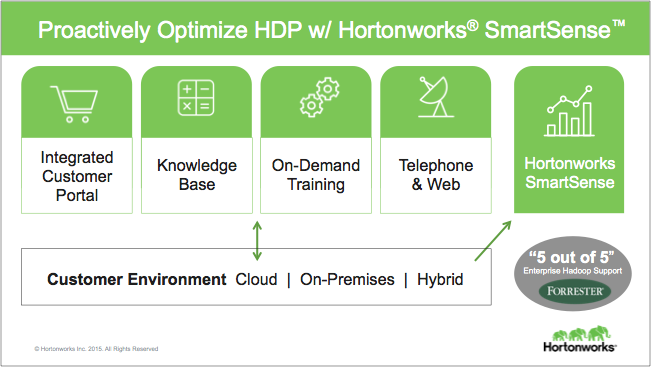 Proactively Optimize HDP w/ Hortonworks® SmartSense™
Integrated
Customer
Portal
Knowledge
Base
On-Demand
Training
Telephone
& Web
Hortonworks
SmartSense
Customer Environment Cloud | On-Premises | Hybrid
“5 out of 5”
Enterprise Hadoop Support
FORRESTER®
© Hortonworks Inc. 2015. All Rights Reserved
Hortonworks™